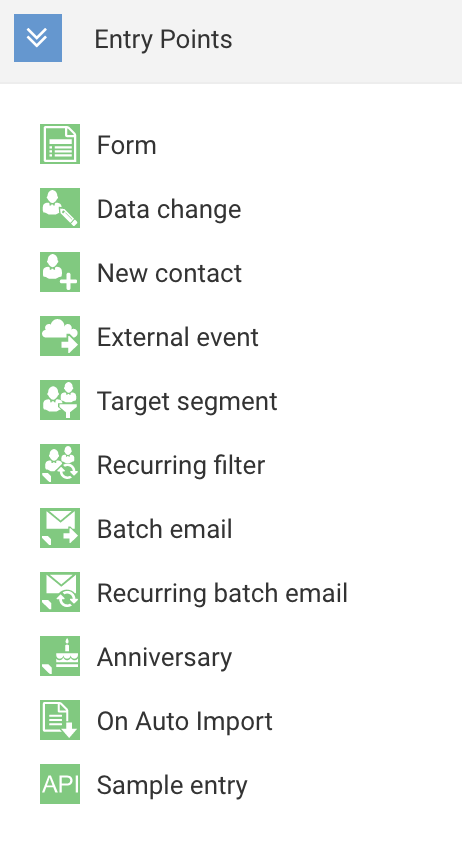 Entry Points
Form
Data change
New contact
External event
Target segment
Recurring filter
Batch email
Recurring batch email
Anniversary
On Auto Import
API Sample entry